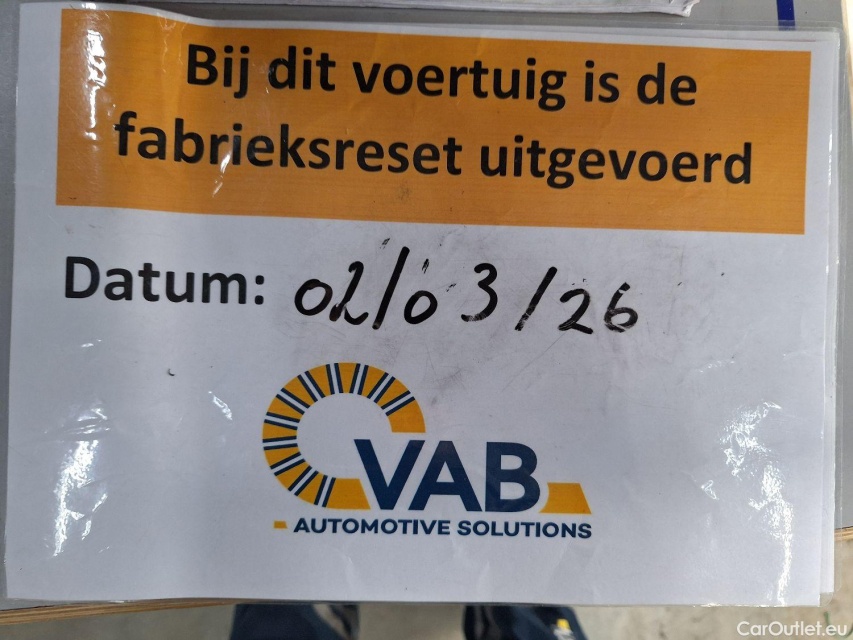 Bij dit voertuig is de
fabrieksreset uitgevoerd
Datum: 02/03/26
VAB
AUTOMOTIVE SOLUTIONS
CarOutlet.eu